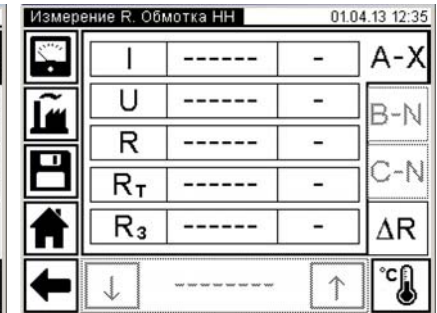 Измерение R. Обмотка НН 01.04.13 12:35
I ------ - A-X
U ------ - B-N
R ------ -
Rт ------ - C-N
Rз ------ - ΔR
← ↓ -------- ↑ °C